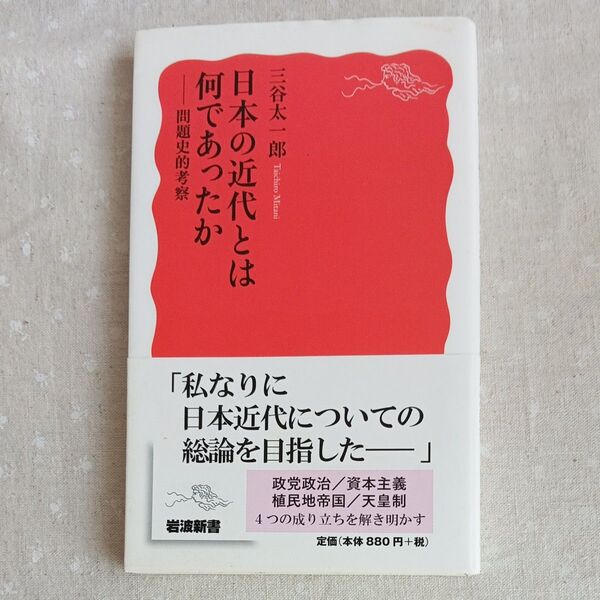 三谷太一郎
Taichiro Mitani
日本の近代とは
何であったか
――問題史的考察
「私なりに
日本近代についての
総論を目指した――」
政党政治／資本主義
植民地帝国／天皇制
4つの成り立ちを解き明かす
岩波新書
定価(本体880円+税)